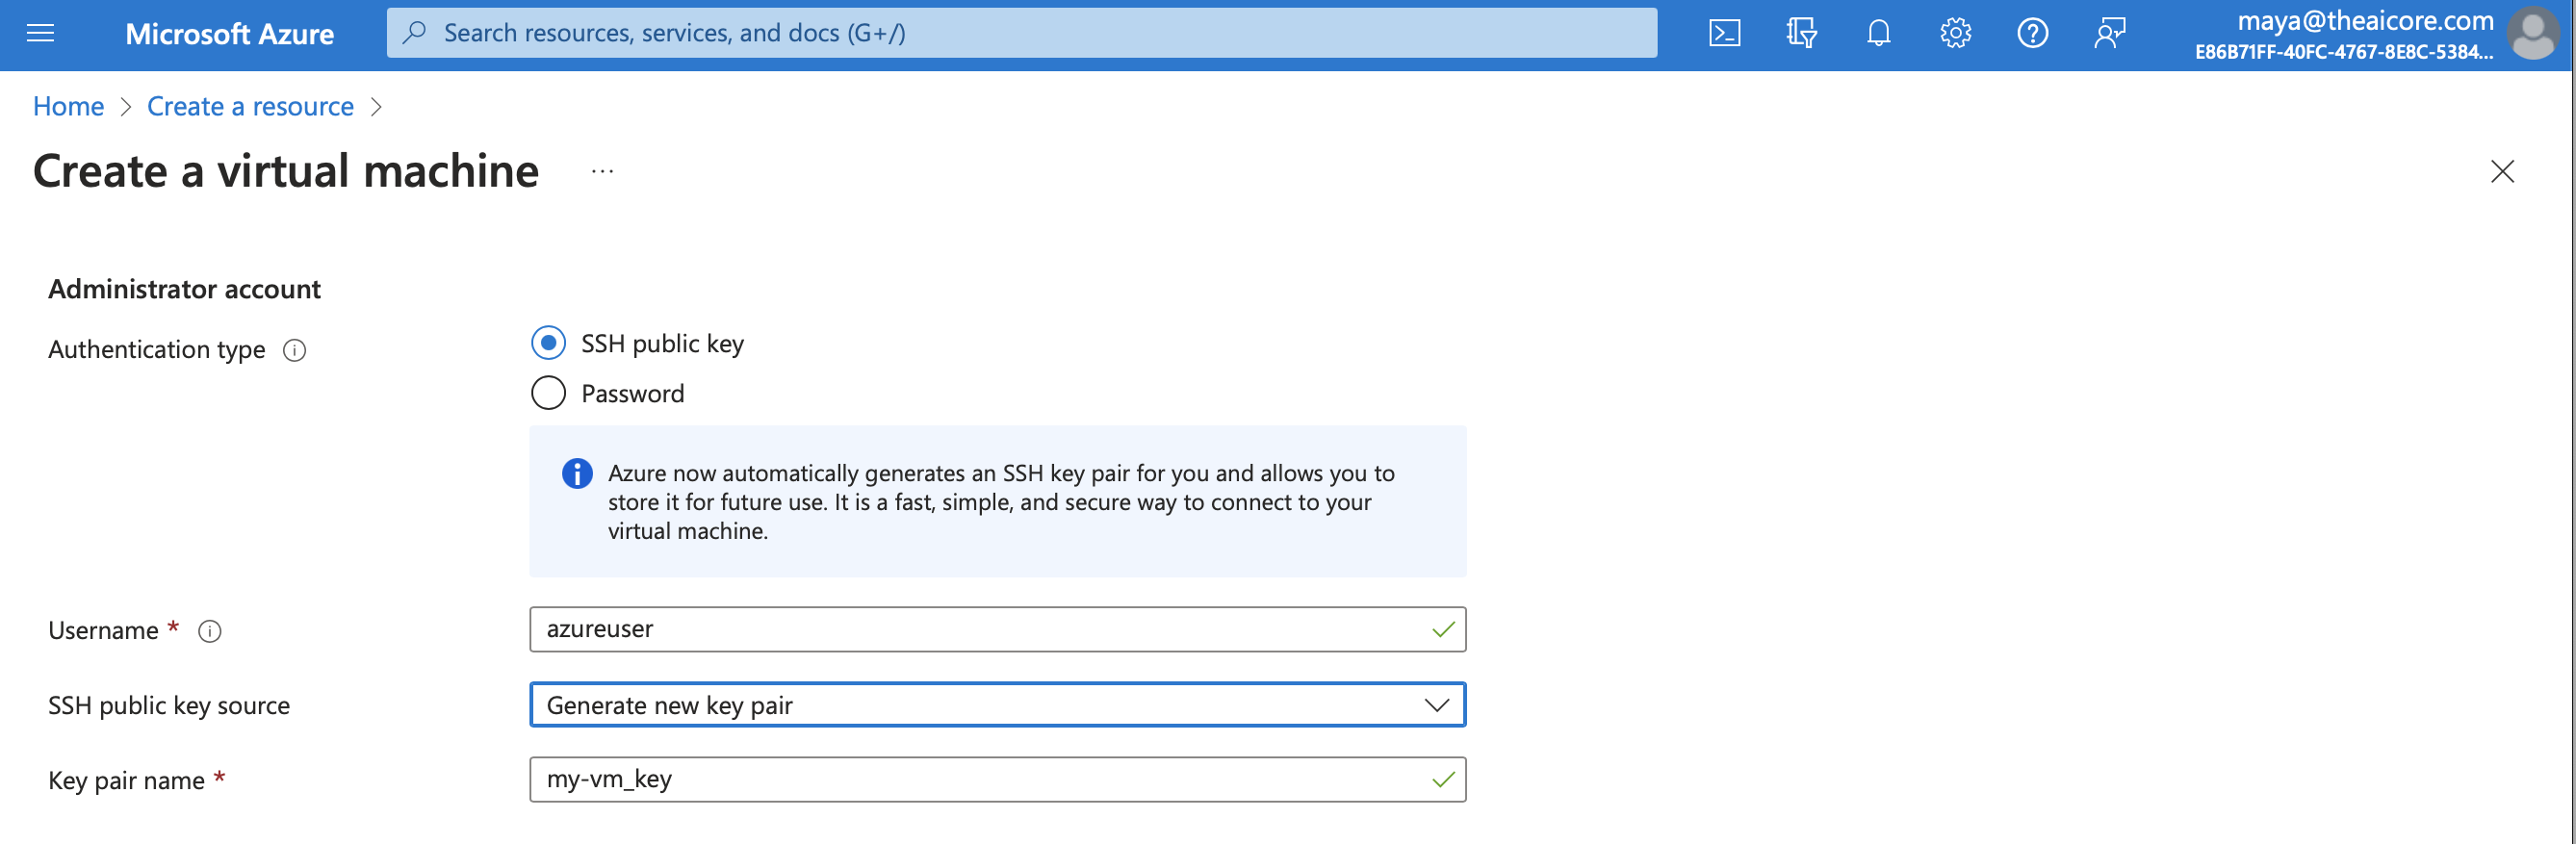 Microsoft Azure
Search resources, services, and docs (G+/)
maya@theaicore.com
E86B71FF-40FC-4767-8E8C-5384...
Home > Create a resource >
Create a virtual machine ...
Administrator account
Authentication type
SSH public key
Password
Azure now automatically generates an SSH key pair for you and allows you to
store it for future use. It is a fast, simple, and secure way to connect to your
virtual machine.
Username *
azureuser
SSH public key source
Generate new key pair
Key pair name *
my-vm_key